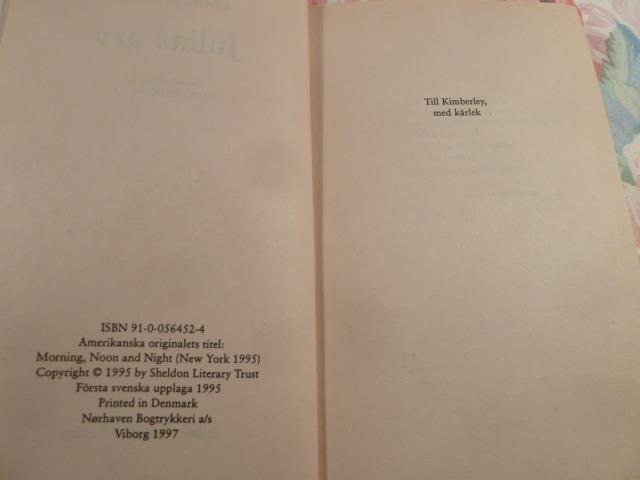 Julias arv
ISBN 91-0-056452-4
Amerikanska originalets titel:
Morning, Noon and Night (New York 1995)
Copyright © 1995 by Sheldon Literary Trust
Första svenska upplaga 1995
Printed in Denmark
Nørhaven Bogtrykkeri a/s
Viborg 1997
Till Kimberley,
med kärlek